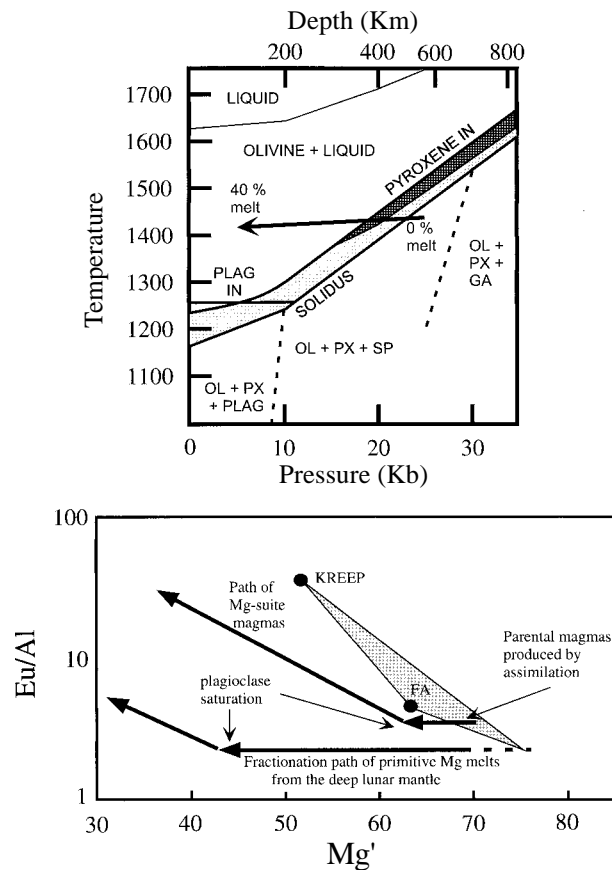 Depth (Km)
200 400 600 800
Temperature
1700
1600
1500
1400
1300
1200
1100
LIQUID
OLIVINE + LIQUID
PYROXENE IN
40 %
melt
0 %
melt
OL +
PX +
GA
PLAG
IN
SOLIDUS
OL + PX + SP
OL + PX
+ PLAG
0 10 20 30
Pressure (Kb)
Eu/Al
100
10
1
KREEP
Path of
Mg-suite
magmas
Parental magmas
produced by
assimilation
FA
plagioclase
saturation
Fractionation path of primitive Mg melts
from the deep lunar mantle
30 40 50 60 70 80
Mg'